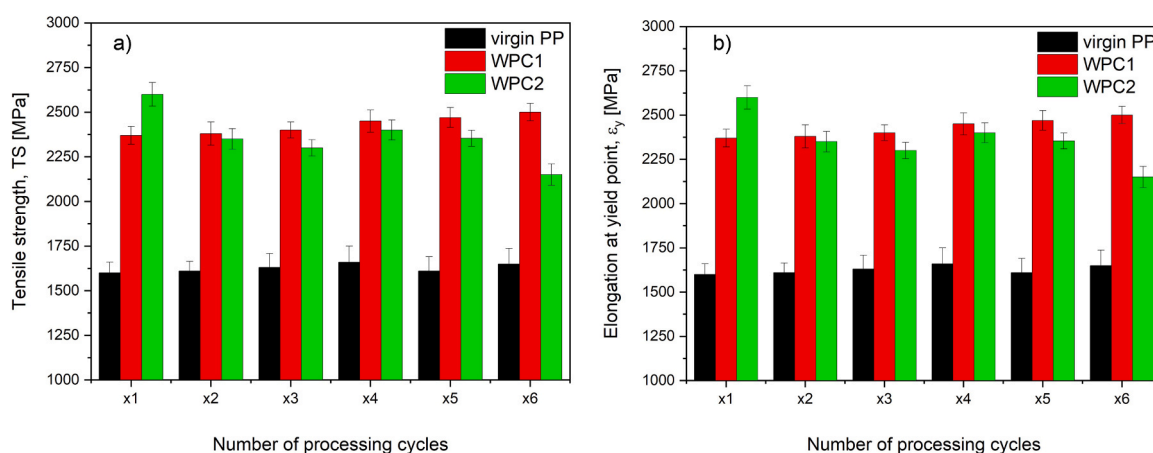 a)
virgin PP
WPC1
WPC2
Tensile strength, TS [MPa]
3000
2750
2500
2250
2000
1750
1500
1250
1000
x1 x2 x3 x4 x5 x6
Number of processing cycles
b)
virgin PP
WPC1
WPC2
Elongation at yield point, εy [MPa]
3000
2750
2500
2250
2000
1750
1500
1250
1000
x1 x2 x3 x4 x5 x6
Number of processing cycles